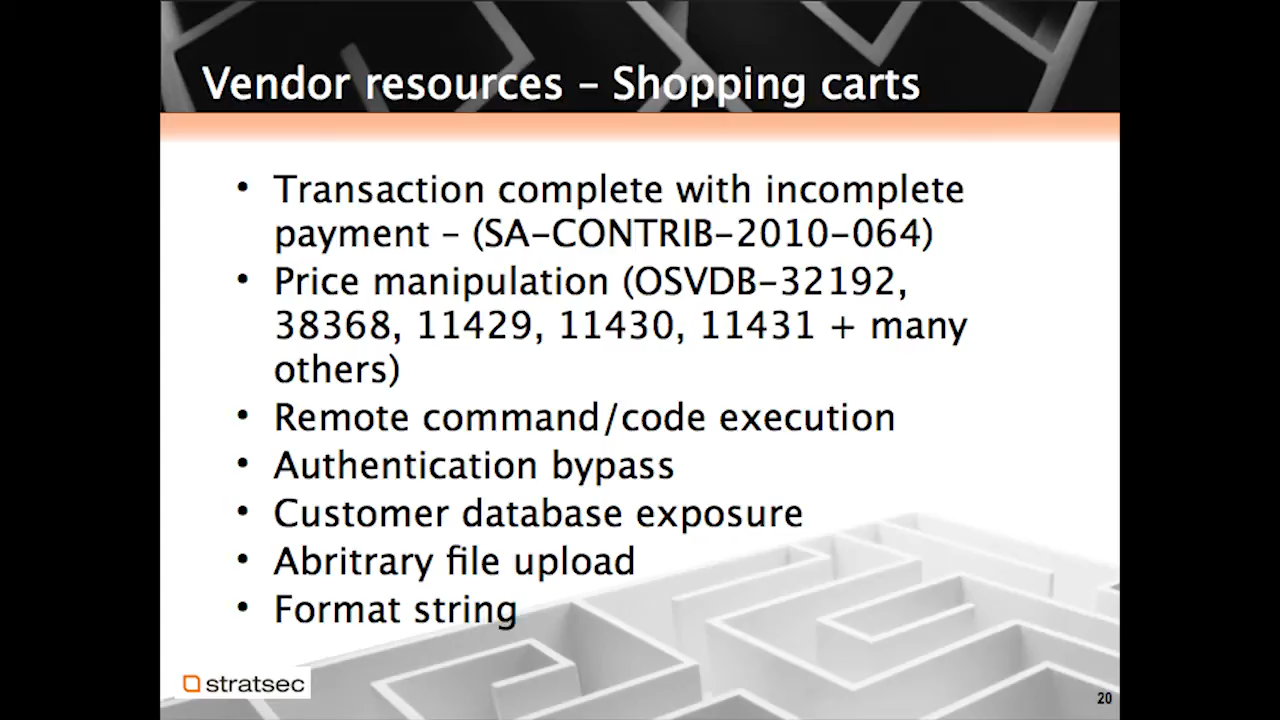 Vendor resources – Shopping carts
• Transaction complete with incomplete
payment – (SA-CONTRIB-2010-064)
• Price manipulation (OSVDB-32192,
38368, 11429, 11430, 11431 + many
others)
• Remote command/code execution
• Authentication bypass
• Customer database exposure
• Abritrary file upload
• Format string
stratsec
20